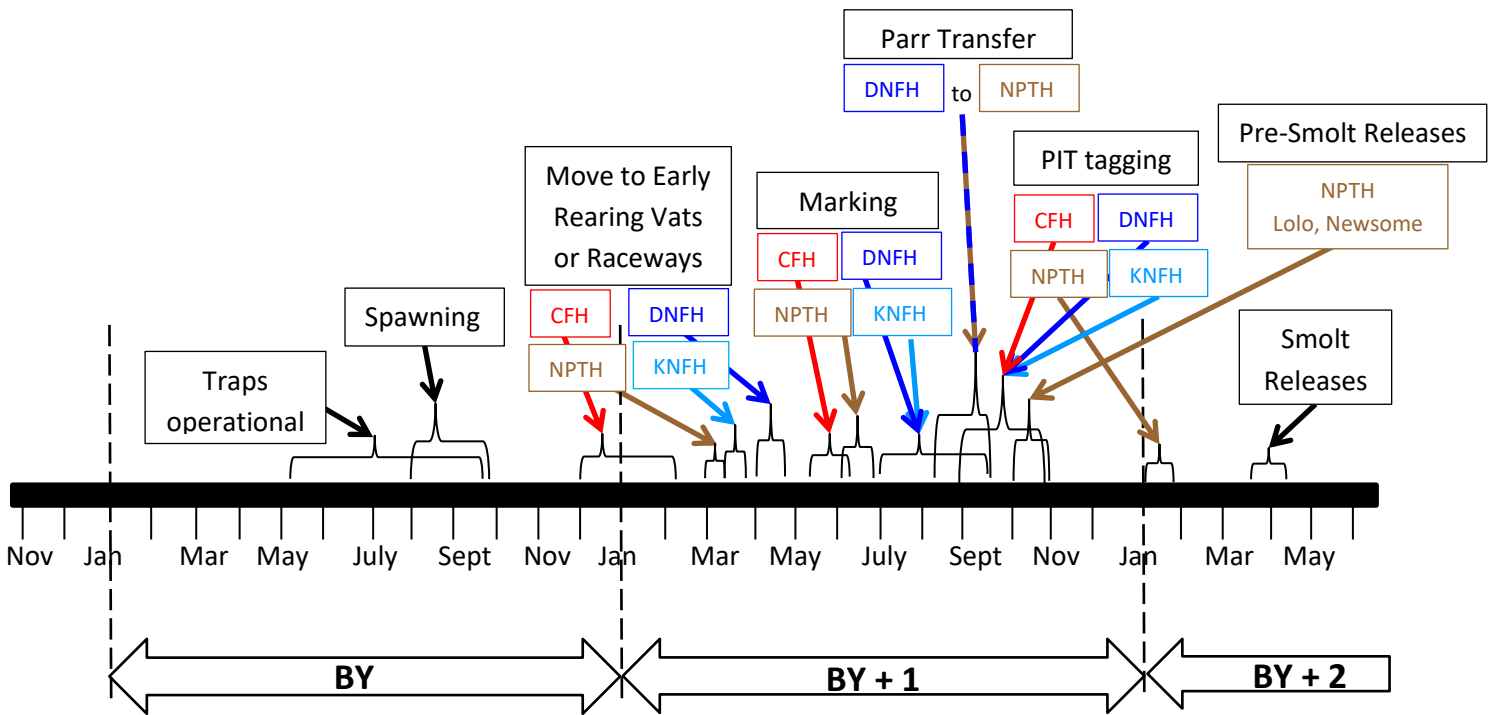 Parr Transfer
DNFH to NPTH
Pre-Smolt Releases
NPTH
Lolo, Newsome
PIT tagging
CFH DNFH
NPTH KNFH
Move to Early
Rearing Vats
or Raceways
CFH DNFH
NPTH KNFH
Marking
CFH DNFH
NPTH KNFH
Spawning
Traps
operational
Smolt
Releases
Nov Jan Mar May July Sept Nov Jan Mar May July Sept Nov Jan Mar May
BY BY + 1 BY + 2